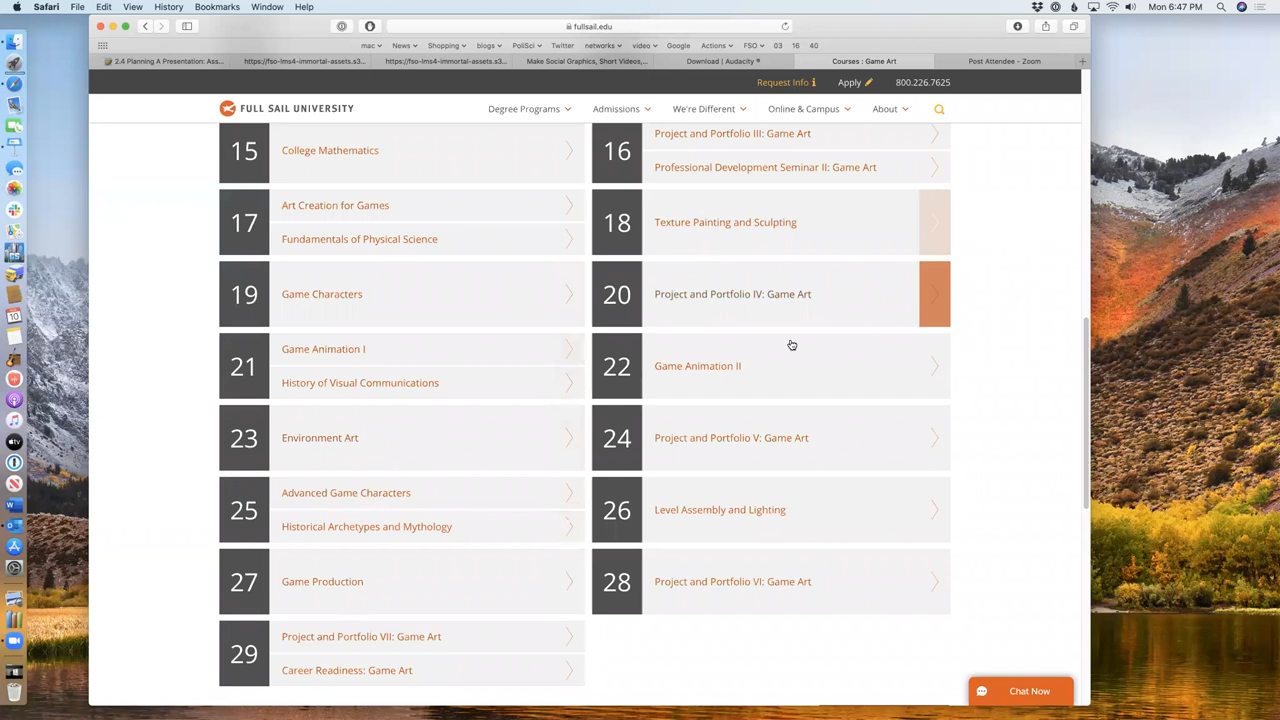 Safari File Edit View History Bookmarks Window Help Mon 6:47 PM
fullsail.edu
mac News Shopping blogs PoliSci Twitter networks video Google Actions FSO 03 16 40
2.4 Planning A Presentation: Ass... https://fso-lms4-immortal-assets.s3... https://fso-lms4-immortal-assets.s3... Make Social Graphics, Short Videos,... Download | Audacity ® Courses : Game Art Post Attendee - Zoom
Request Info Apply 800.226.7625
FULL SAIL UNIVERSITY Degree Programs Admissions We're Different Online & Campus About
15 College Mathematics
16 Project and Portfolio III: Game Art
Professional Development Seminar II: Game Art
17 Art Creation for Games
Fundamentals of Physical Science
18 Texture Painting and Sculpting
19 Game Characters
20 Project and Portfolio IV: Game Art
21 Game Animation I
History of Visual Communications
22 Game Animation II
23 Environment Art
24 Project and Portfolio V: Game Art
25 Advanced Game Characters
Historical Archetypes and Mythology
26 Level Assembly and Lighting
27 Game Production
28 Project and Portfolio VI: Game Art
29 Project and Portfolio VII: Game Art
Career Readiness: Game Art
Chat Now